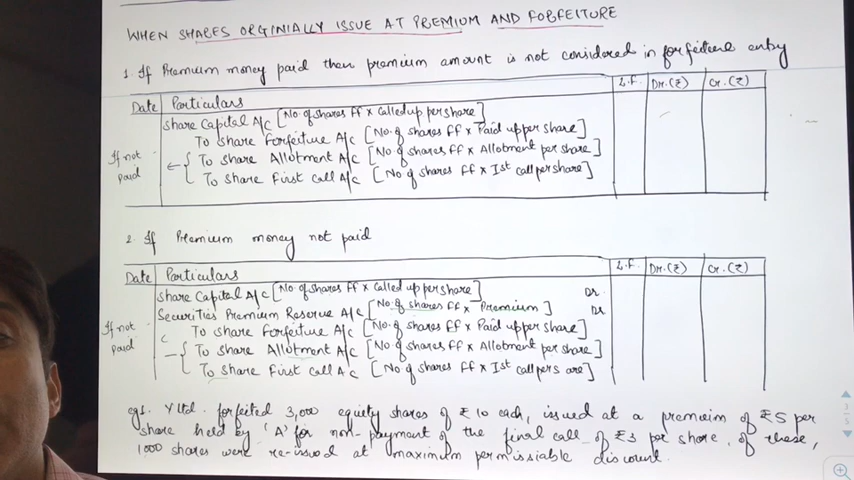 WHEN SHARES ORGINIALLY ISSUE AT PREMIUM AND FORFEITURE
1. If Premium money paid then premium amount is not considered in forfeiture entry
Date Particulars L.F. Dr.(₹) Cr.(₹)
Share Capital A/c [No. of shares FF x Called up per share]
To Share Forfeiture A/c [No. of shares FF x Paid up per share]
If not paid ← { To Share Allotment A/c [No. of shares FF x Allotment per share]
To Share First Call A/c [No. of shares FF x Ist call per share]
2. If Premium money not paid
Date Particulars L.F. Dr.(₹) Cr.(₹)
Share Capital A/c [No. of shares FF x Called up per share] Dr.
Securities Premium Reserve A/c [No. of shares FF x Premium] Dr
To Share Forfeiture A/c [No. of shares FF x Paid up per share]
If not paid { To Share Allotment A/c [No. of shares FF x Allotment per share]
To Share First Call A/c [No. of shares FF x Ist call pers are]
eg1. Y Ltd. forfeited 3,000 equity shares of ₹10 each, issued at a premium of ₹5 per
share held by 'A' for non-payment of the final call of ₹3 per share. of these,
1000 shares were re-issued at maximum permissiable discount.
3
5